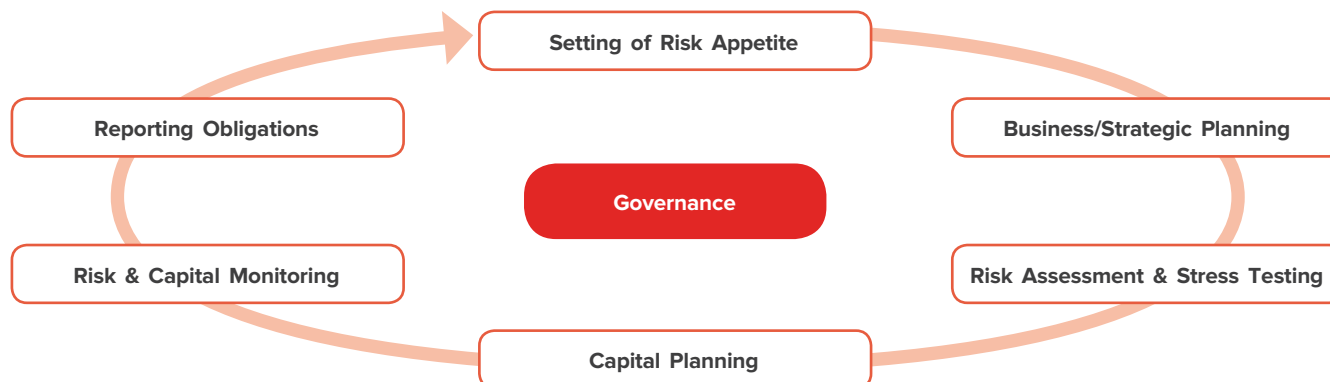 Setting of Risk Appetite
Reporting Obligations
Business/Strategic Planning
Governance
Risk & Capital Monitoring
Risk Assessment & Stress Testing
Capital Planning